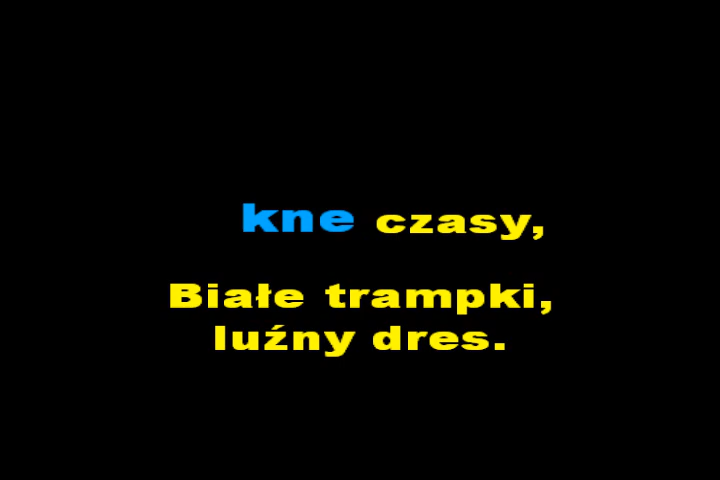 kne czasy,
Białe trampki,
luźny dres.